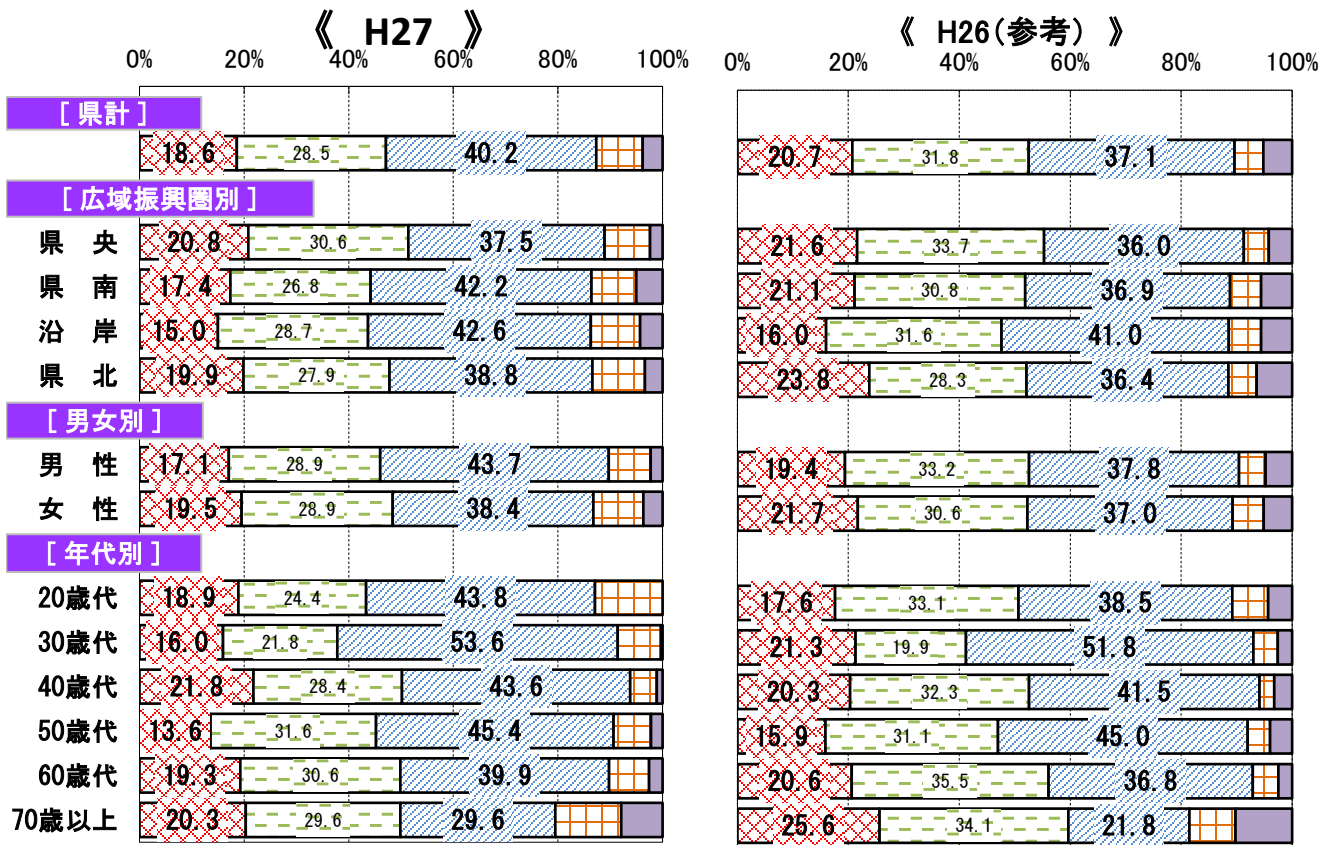 《 H27 》
0% 20% 40% 60% 80% 100%
《 H26(参考) 》
0% 20% 40% 60% 80% 100%
[ 県計 ]
18.6 28.5 40.2
20.7 31.8 37.1
[ 広域振興圏別 ]
県 央 20.8 30.6 37.5
21.6 33.7 36.0
県 南 17.4 26.8 42.2
21.1 30.8 36.9
沿 岸 15.0 28.7 42.6
16.0 31.6 41.0
県 北 19.9 27.9 38.8
23.8 28.3 36.4
[ 男女別 ]
男 性 17.1 28.9 43.7
19.4 33.2 37.8
女 性 19.5 28.9 38.4
21.7 30.6 37.0
[ 年代別 ]
20歳代 18.9 24.4 43.8
17.6 33.1 38.5
30歳代 16.0 21.8 53.6
21.3 19.9 51.8
40歳代 21.8 28.4 43.6
20.3 32.3 41.5
50歳代 13.6 31.6 45.4
15.9 31.1 45.0
60歳代 19.3 30.6 39.9
20.6 35.5 36.8
70歳以上 20.3 29.6 29.6
25.6 34.1 21.8